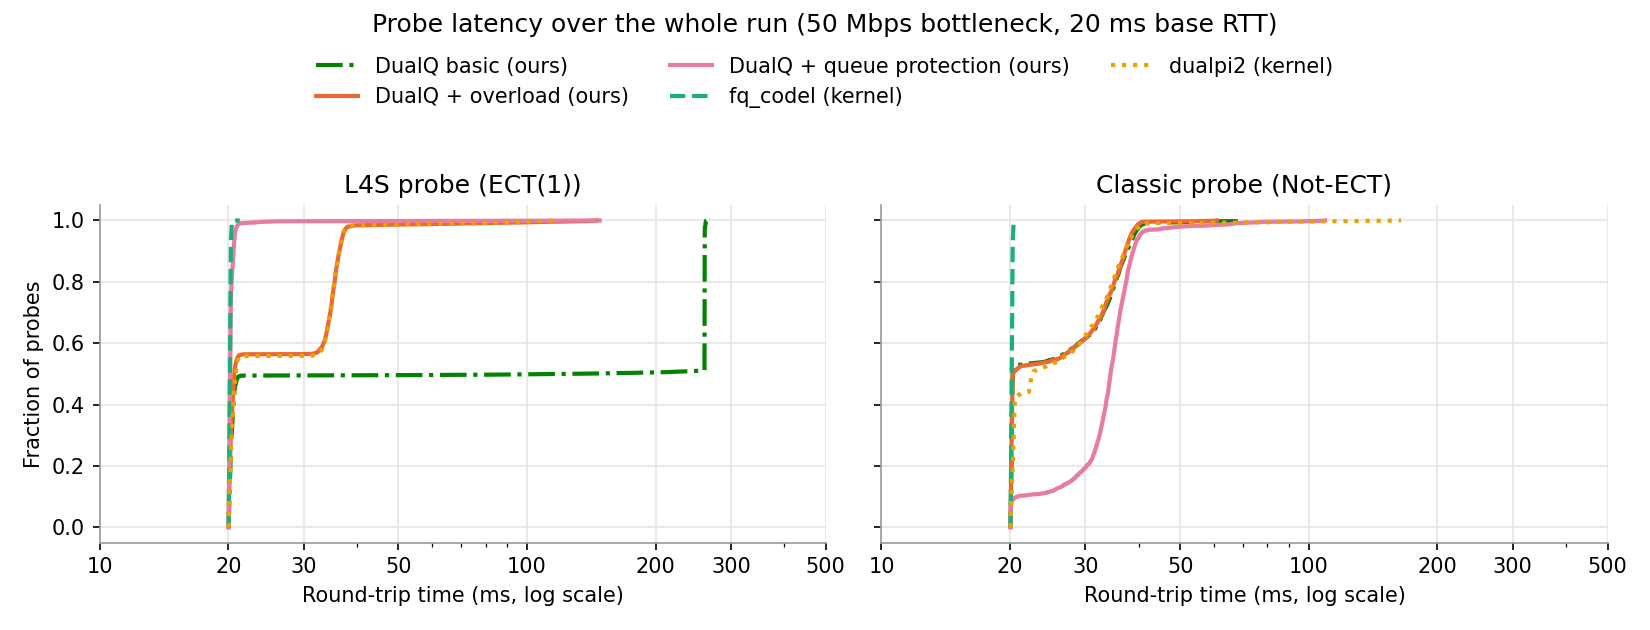 Probe latency over the whole run (50 Mbps bottleneck, 20 ms base RTT)
DualQ basic (ours)
DualQ + queue protection (ours)
dualpi2 (kernel)
DualQ + overload (ours)
fq_codel (kernel)
L4S probe (ECT(1))
Fraction of probes
1.0
0.8
0.6
0.4
0.2
0.0
10 20 30 50 100 200 300 500
Round-trip time (ms, log scale)
Classic probe (Not-ECT)
10 20 30 50 100 200 300 500
Round-trip time (ms, log scale)